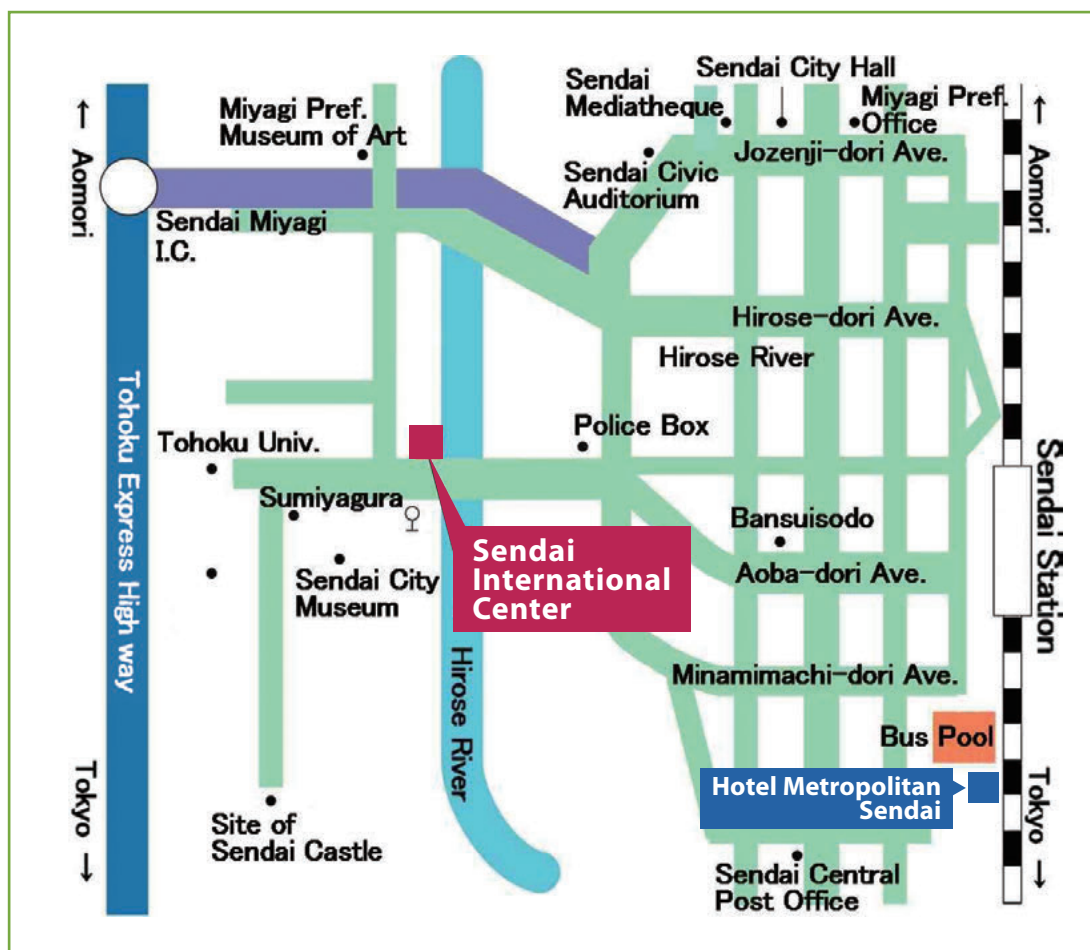 Sendai City Hall
Sendai
Mediatheque
Miyagi Pref.
Office
Miyagi Pref.
Museum of Art
↑
Aomori
↑
Aomori
Jozenji-dori Ave.
Sendai Civic
Auditorium
Sendai Miyagi
I.C.
Hirose-dori Ave.
Hirose River
Tohoku Express High way
Police Box
Tohoku Univ.
Sendai Station
Sumiyagura
Bansuisodo
Sendai
International
Center
Sendai City
Museum
Aoba-dori Ave.
Hirose River
Minamimachi-dori Ave.
Bus Pool
Hotel Metropolitan
Sendai
Tokyo
↓
Tokyo
↓
Site of
Sendai Castle
Sendai Central
Post Office